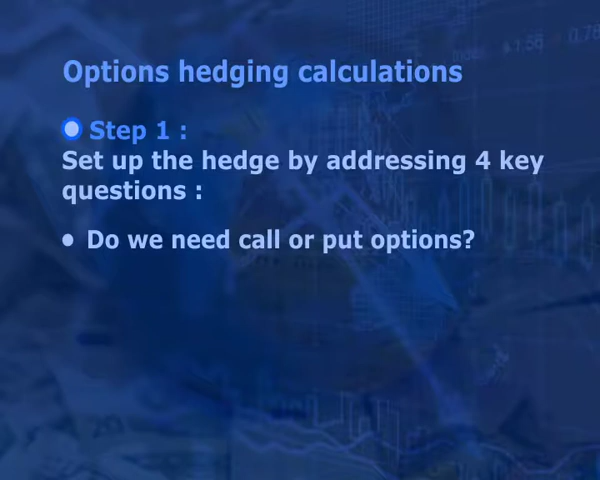 Options hedging calculations
Step 1 :
Set up the hedge by addressing 4 key
questions :
• Do we need call or put options?